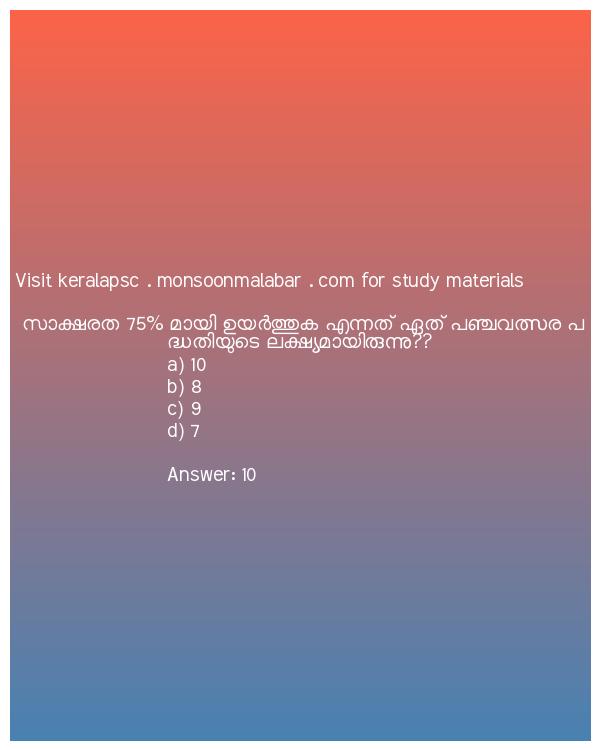 Visit keralapsc . monsoonmalabar . com for study materials
സാക്ഷരത 75% മായി ഉയർത്തുക എന്നത് ഏത് പഞ്ചവത്സര പ
ദ്ധതിയുടെ ലക്ഷ്യമായിരുന്നു??
a) 10
b) 8
c) 9
d) 7
Answer: 10